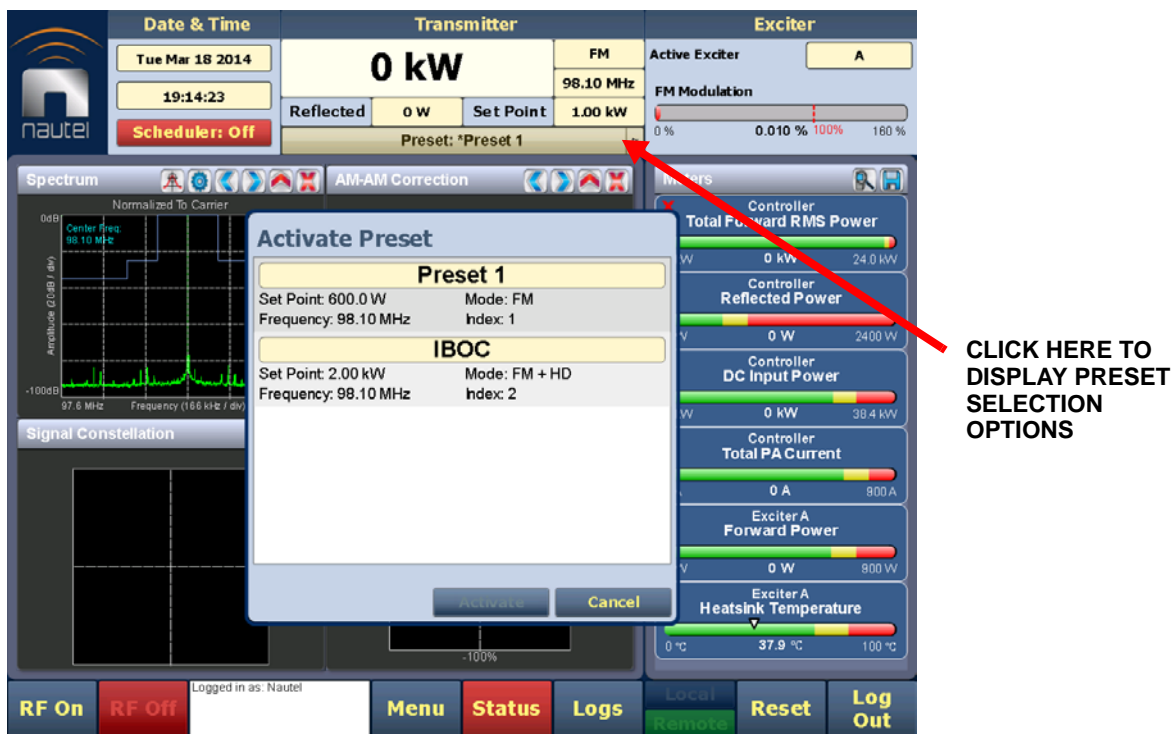 Date & Time
Transmitter
Exciter
nautel
Tue Mar 18 2014
19:14:23
Scheduler: Off
0 kW
FM
98.10 MHz
Reflected
0 W
Set Point
1.00 kW
Preset: *Preset 1
Active Exciter
A
FM Modulation
0 %
0.010 %
100%
160 %
Spectrum
Normalized To Carrier
0dB
Center Freq:
98.10 MHz
Amplitude (20dB / div)
-100dB
97.6 MHz
Frequency (166 kHz / div)
AM-AM Correction
Signal Constellation
-100%
Activate Preset
Preset 1
Set Point: 600.0 W
Mode: FM
Frequency: 98.10 MHz
Index: 1
IBOC
Set Point: 2.00 kW
Mode: FM + HD
Frequency: 98.10 MHz
Index: 2
Activate
Cancel
Controller
Total Forward RMS Power
0 kW
24.0 kW
Controller
Reflected Power
0 W
2400 W
Controller
DC Input Power
0 kW
38.4 kW
Controller
Total PA Current
0 A
900 A
Exciter A
Forward Power
0 W
900 W
Exciter A
Heatsink Temperature
0 °C
37.9 °C
100 °C
CLICK HERE TO
DISPLAY PRESET
SELECTION
OPTIONS
RF On
RF Off
Logged in as: Nautel
Menu
Status
Logs
Local
Remote
Reset
Log
Out